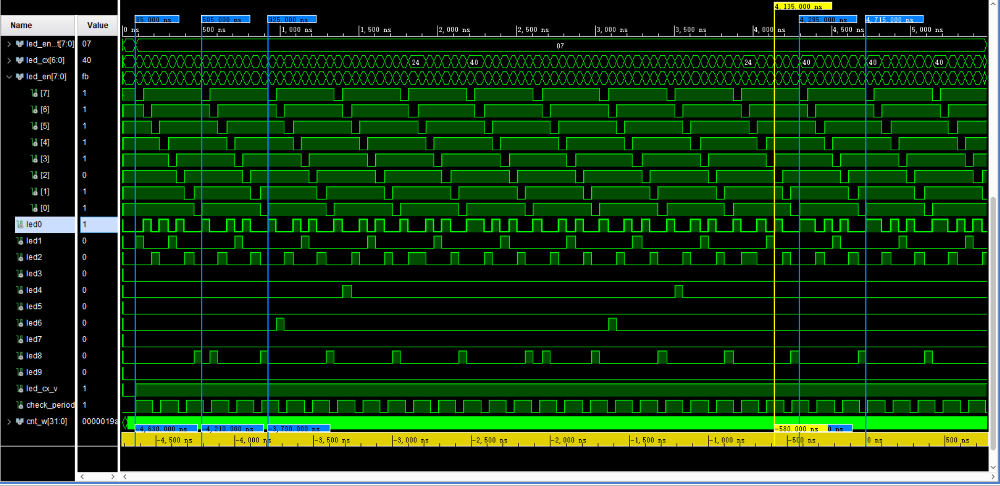 4,135.000 ns
85.000 ns 505.000 ns 925.000 ns 4,295.000 ns 4,715.000 ns
Name Value
0 ns 500 ns 1,000 ns 1,500 ns 2,000 ns 2,500 ns 3,000 ns 3,500 ns 4,000 ns 4,500 ns 5,000 ns
led_en...t[7:0] 07 07
led_cx[6:0] 40 24 40 24 40 40 40
led_en[7:0] fb
[7] 1
[6] 1
[5] 1
[4] 1
[3] 1
[2] 0
[1] 1
[0] 1
led0 1
led1 0
led2 0
led3 0
led4 0
led5 0
led6 0
led7 0
led8 0
led9 0
led_cx_v 1
check_period 1
cnt_w[31:0] 0000019a
-4,630.000 ns -4,210.000 ns -3,790.000 ns -580.000 ns 0 ns
-4,500 ns -4,000 ns -3,500 ns -3,000 ns -2,500 ns -2,000 ns -1,500 ns -1,000 ns -500 ns 0 ns 500 ns